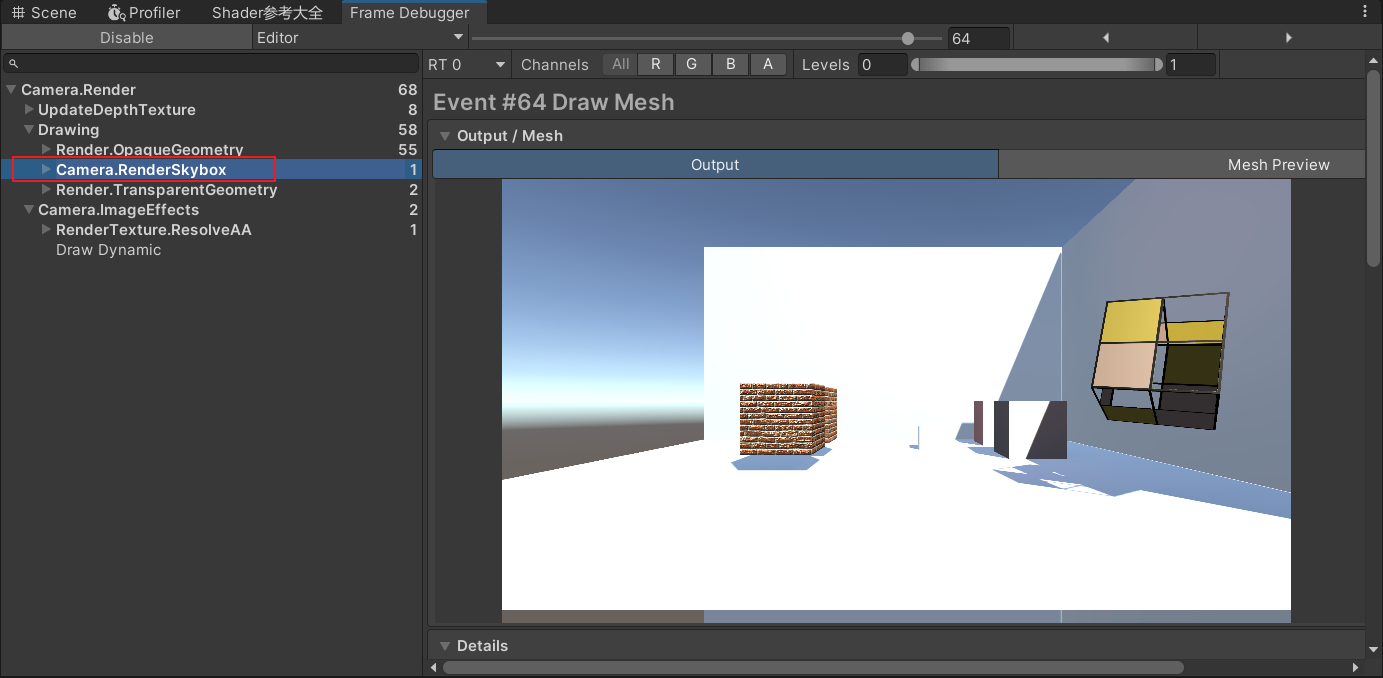 Scene Profiler Shader参考大全 Frame Debugger
Disable Editor 64
RT 0 Channels All R G B A Levels 0 1
Camera.Render 68
UpdateDepthTexture 8
Drawing 58
Render.OpaqueGeometry 55
Camera.RenderSkybox 1
Render.TransparentGeometry 2
Camera.ImageEffects 2
RenderTexture.ResolveAA 1
Draw Dynamic
Event #64 Draw Mesh
Output / Mesh
Output Mesh Preview
Details